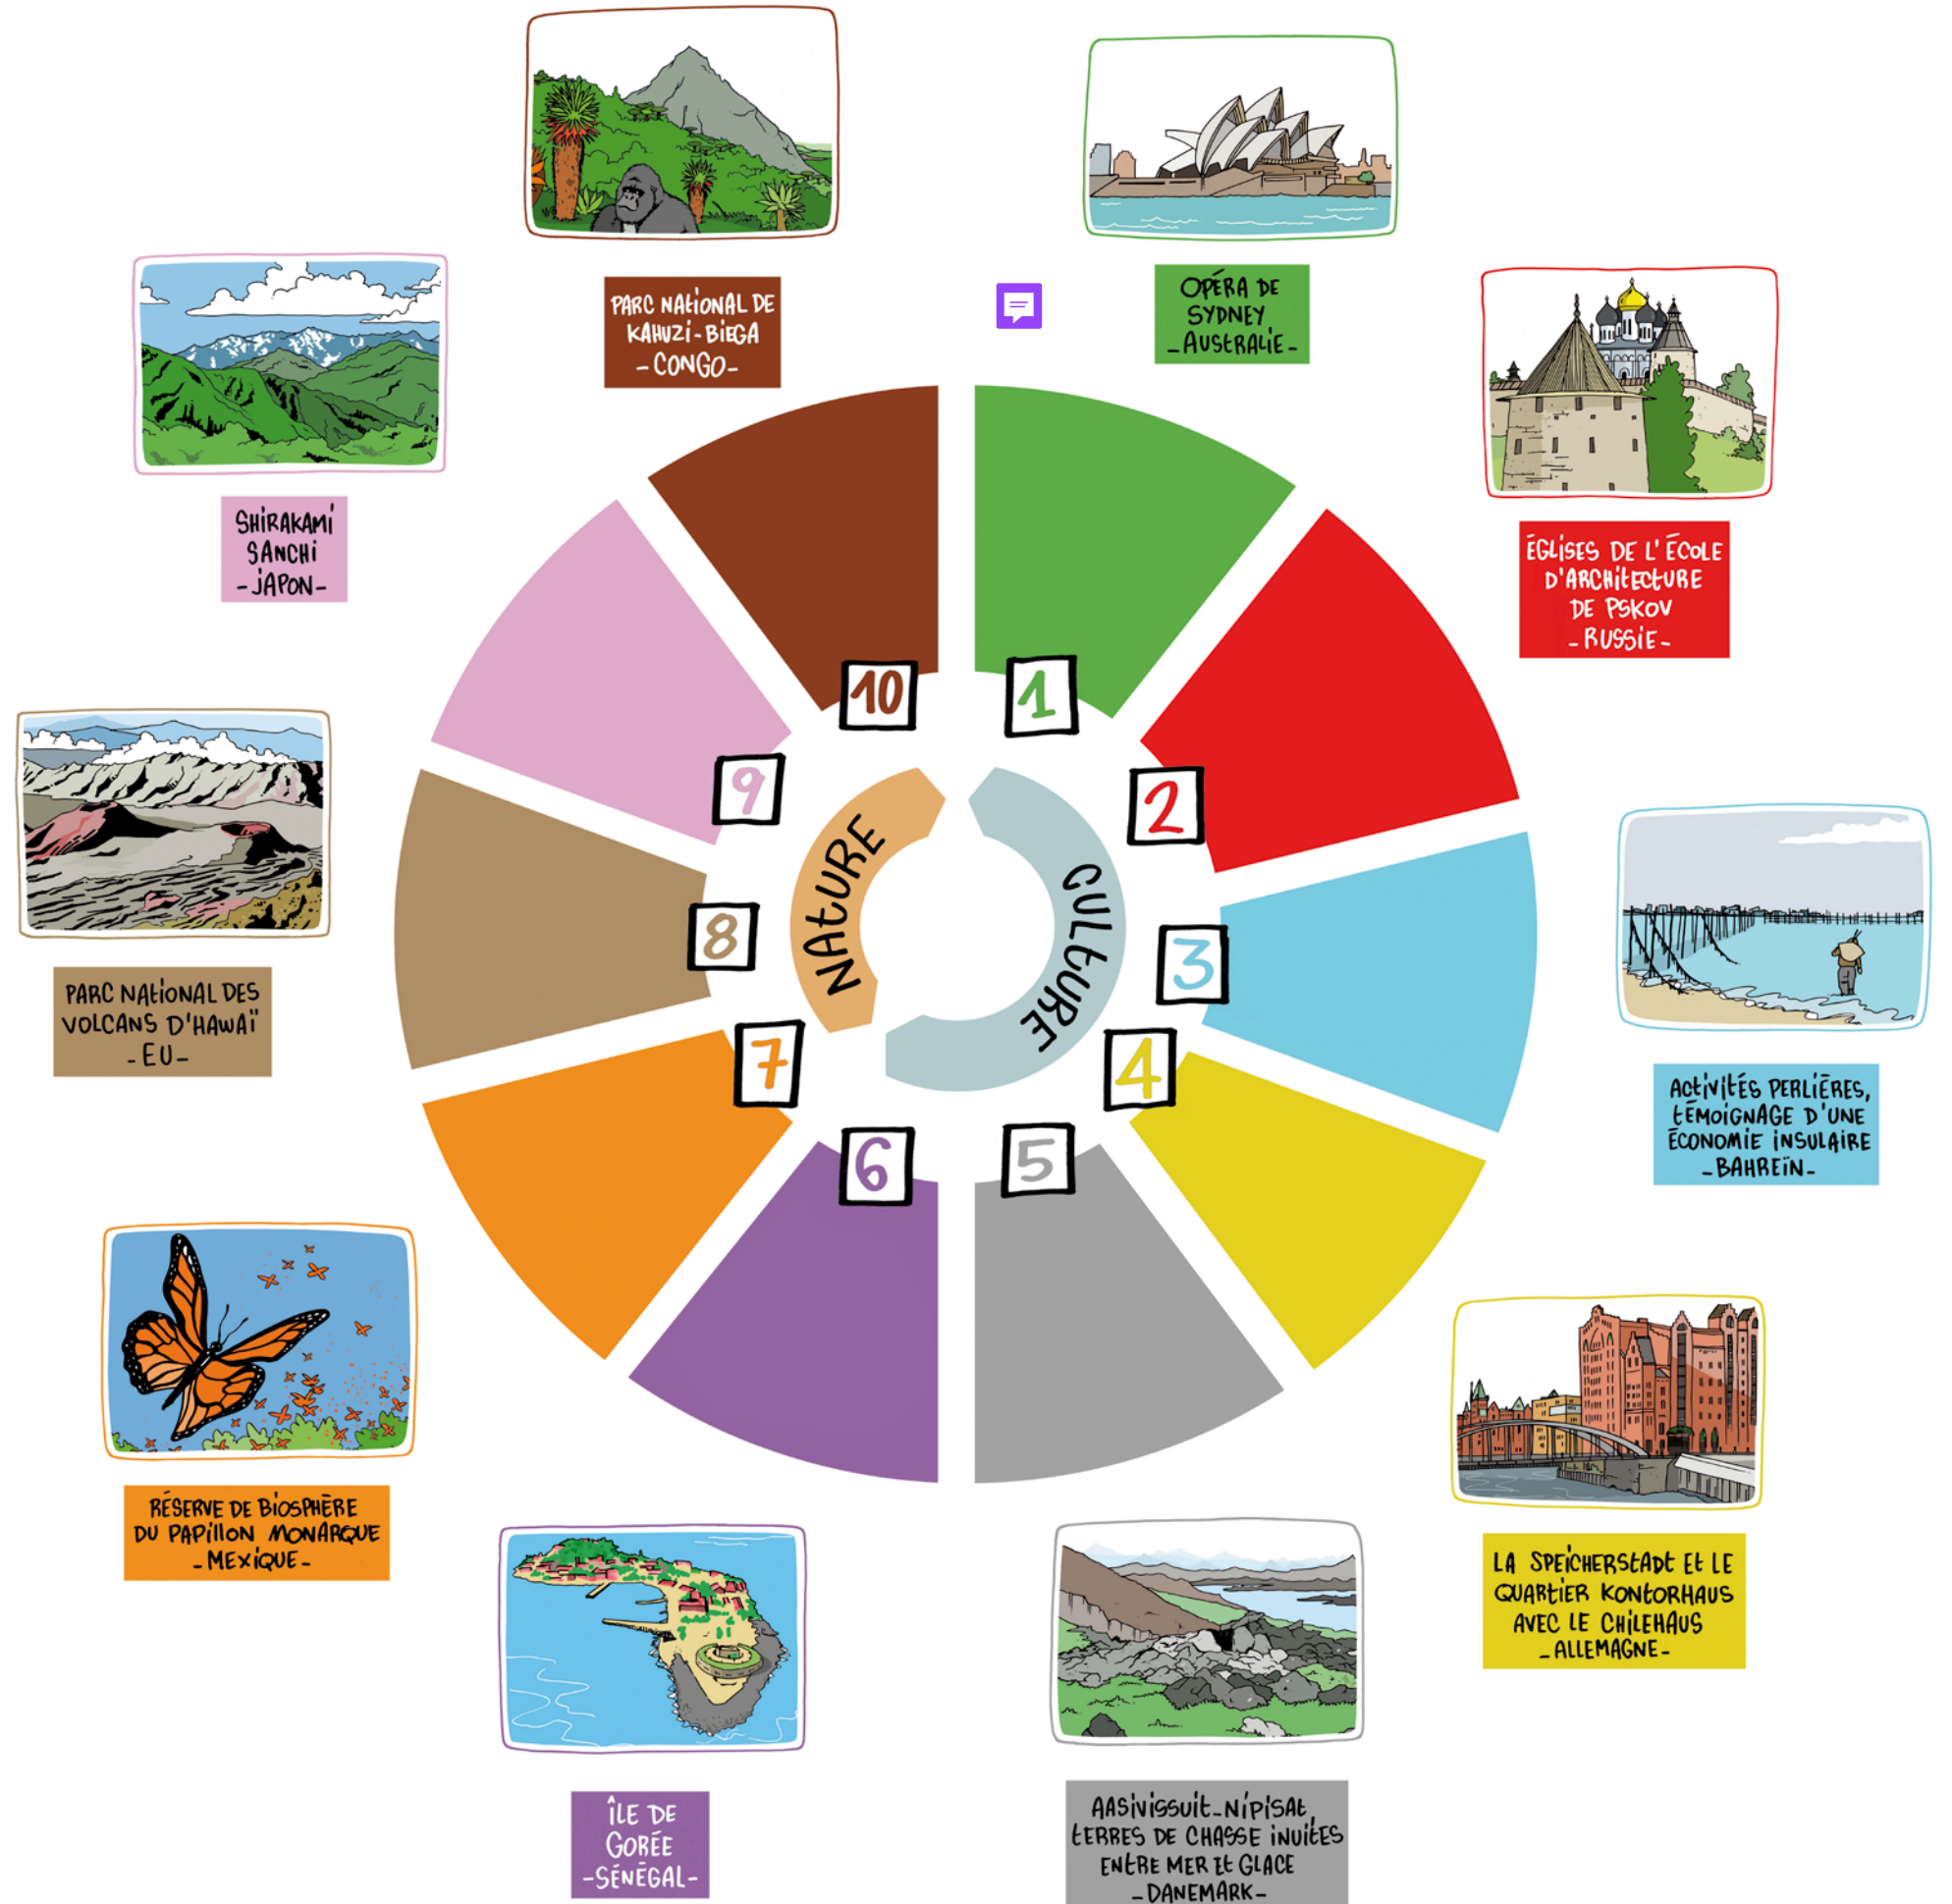 PARC NATIONAL DE
KAHUZI-BIEGA
- CONGO -
OPÉRA DE
SYDNEY
- AUSTRALIE -
SHIRAKAMI
SANCHI
- JAPON -
ÉGLISES DE L'ÉCOLE
D'ARCHITECTURE
DE PSKOV
- RUSSIE -
10
1
9
2
NATURE
CULTURE
8
3
7
4
6
5
PARC NATIONAL DES
VOLCANS D'HAWAÏ
- EU -
ACTIVITÉS PERLIÈRES,
TÉMOIGNAGE D'UNE
ÉCONOMIE INSULAIRE
- BAHREÏN -
RÉSERVE DE BIOSPHÈRE
DU PAPILLON MONARQUE
- MEXIQUE -
LA SPEICHERSTADT ET LE
QUARTIER KONTORHAUS
AVEC LE CHILEHAUS
- ALLEMAGNE -
ÎLE DE
GORÉE
- SÉNÉGAL -
AASIVISSUIT-NIPISAT,
TERRES DE CHASSE INUITES
ENTRE MER ET GLACE
- DANEMARK -